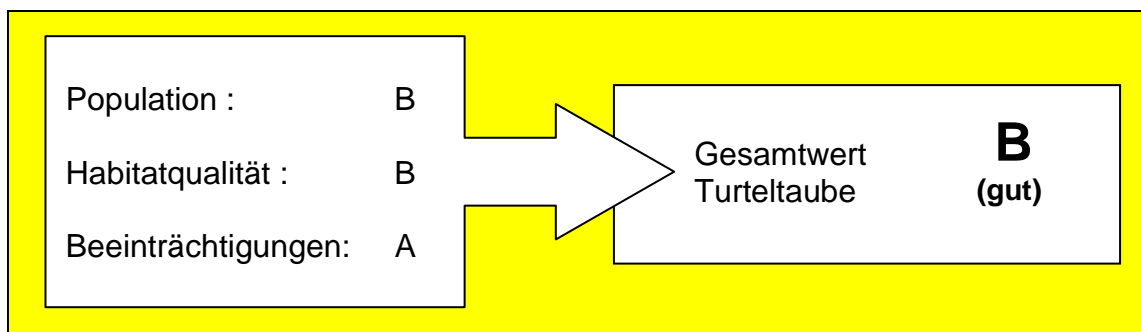 Population : B
Habitatqualität : B
Beeinträchtigungen: A
Gesamtwert
Turteltaube
B
(gut)